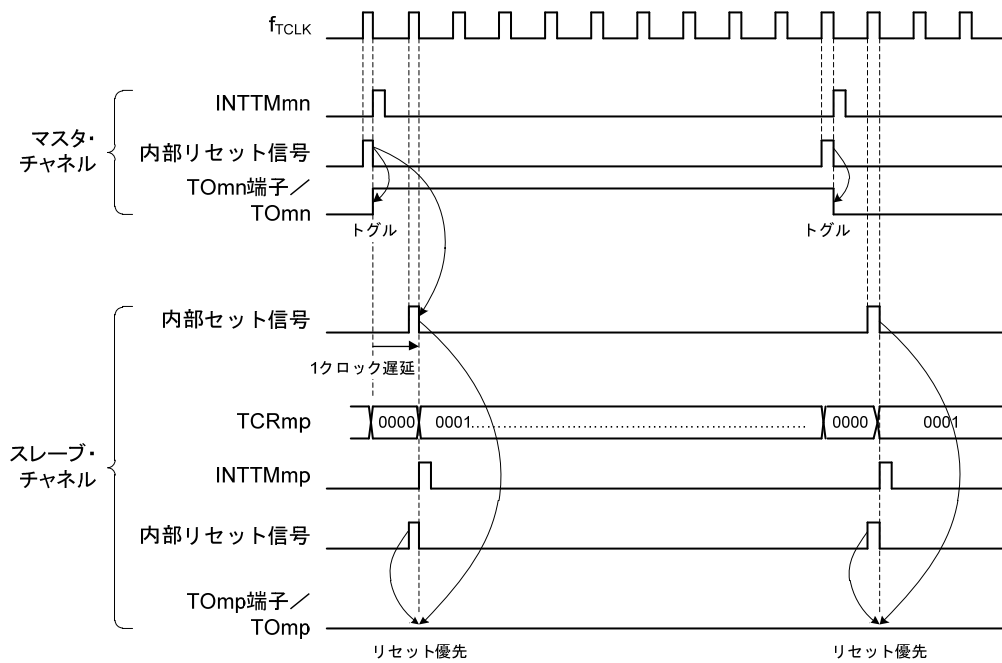 fTCLK
INTTMmn
マスタ・
チャネル
内部リセット信号
TOmn端子／
TOmn
トグル
トグル
内部セット信号
1クロック遅延
TCRmp
0000
0001
0000
0001
スレーブ・
チャネル
INTTMmp
内部リセット信号
TOmp端子／
TOmp
リセット優先
リセット優先